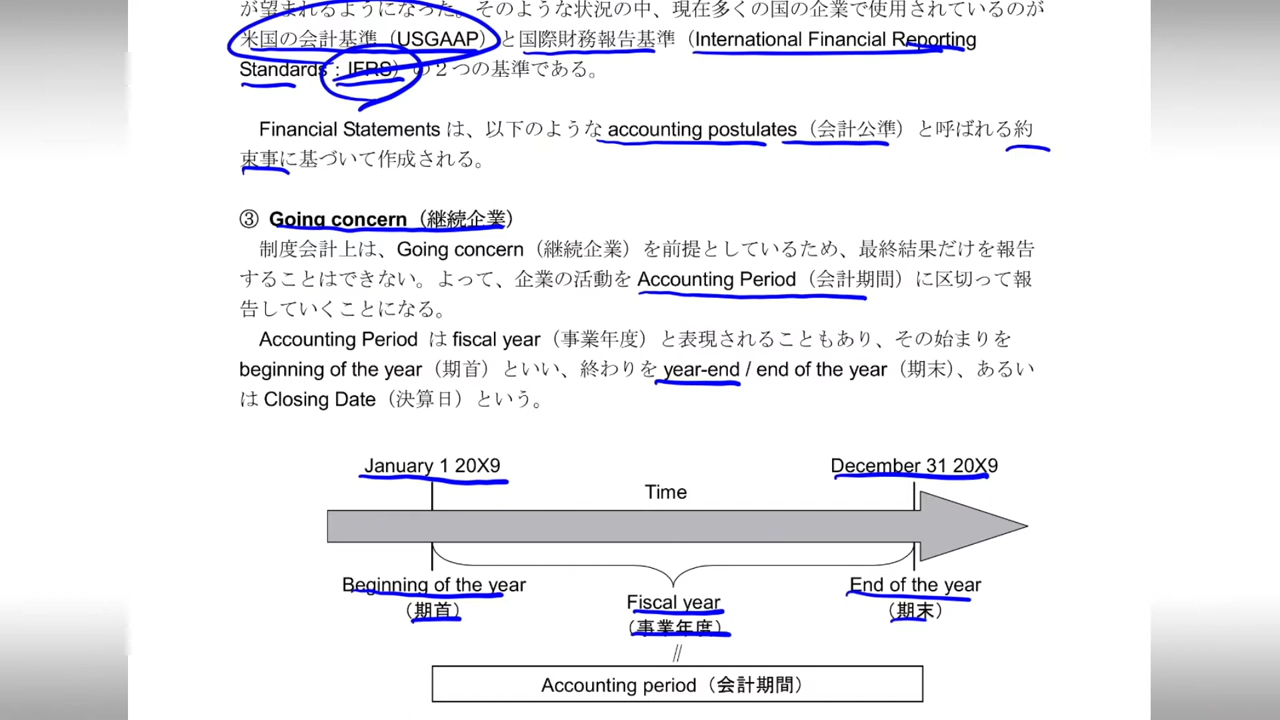 が望まれるようになった。そのような状況の中、現在多くの国の企業で使用されているのが
米国の会計基準（USGAAP）と国際財務報告基準（International Financial Reporting
Standards：IFRS）の２つの基準である。
Financial Statements は、以下のような accounting postulates（会計公準）と呼ばれる約
束事に基づいて作成される。
③ Going concern（継続企業）
制度会計上は、Going concern（継続企業）を前提としているため、最終結果だけを報告
することはできない。よって、企業の活動を Accounting Period（会計期間）に区切って報
告していくことになる。
Accounting Period は fiscal year（事業年度）と表現されることもあり、その始まりを
beginning of the year（期首）といい、終わりを year-end / end of the year（期末）、あるい
は Closing Date（決算日）という。
January 1 20X9
December 31 20X9
Time
Beginning of the year
（期首）
Fiscal year
（事業年度）
End of the year
（期末）
//
Accounting period（会計期間）